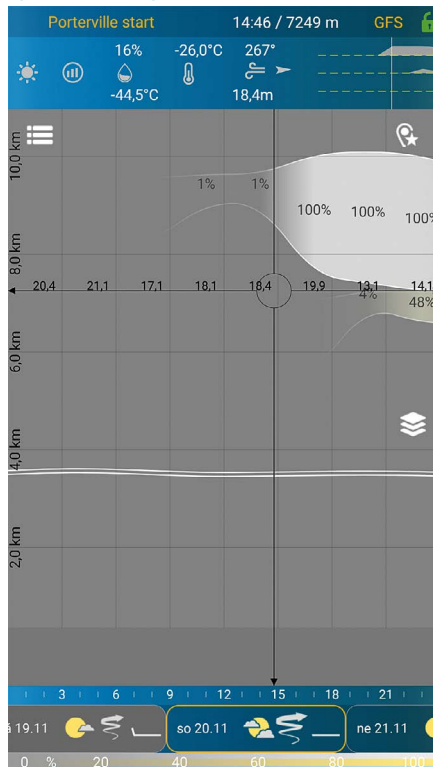 Porterville start 14:46 / 7249 m GFS
16% -26,0°C 267°
-44,5°C 18,4m
10,0 km
1% 1%
100% 100% 100%
8,0 km
20,4 21,1 17,1 18,1 18,4 19,9 13,1 14,1
4% 48%
6,0 km
4,0 km
2,0 km
3 6 9 12 15 18 21
19.11 so 20.11 ne 21.11
0 % 20 40 60 80 100